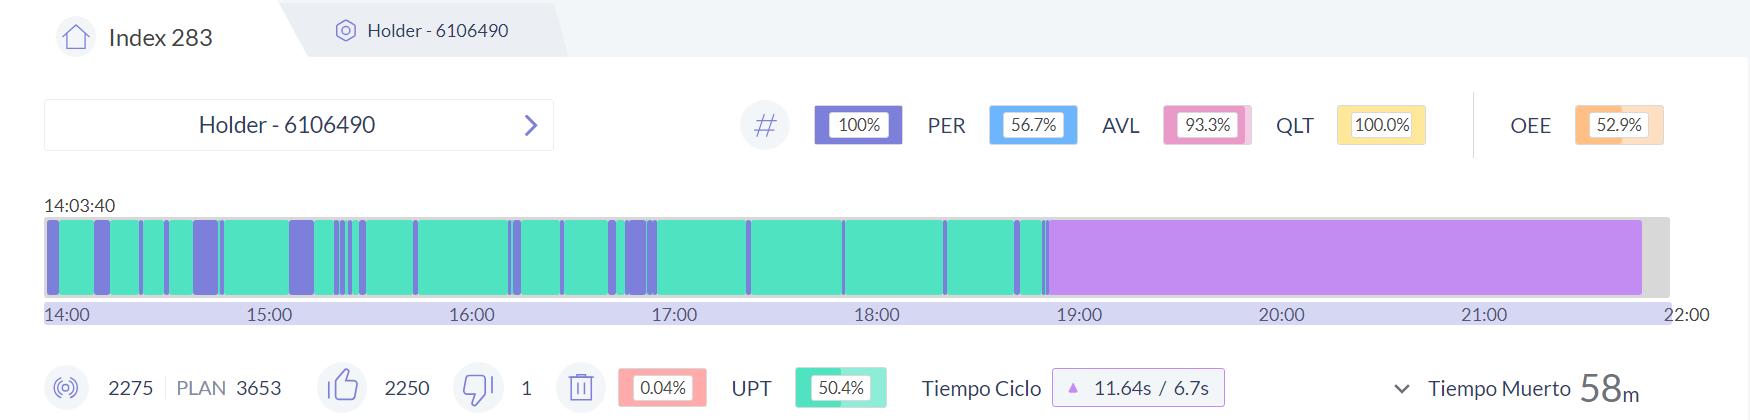 Index 283
Holder - 6106490
Holder - 6106490
100% PER 56.7% AVL 93.3% QLT 100.0% OEE 52.9%
14:03:40
14:00 15:00 16:00 17:00 18:00 19:00 20:00 21:00 22:00
2275 PLAN 3653 2250 1 0.04% UPT 50.4% Tiempo Ciclo 11.64s / 6.7s Tiempo Muerto 58m